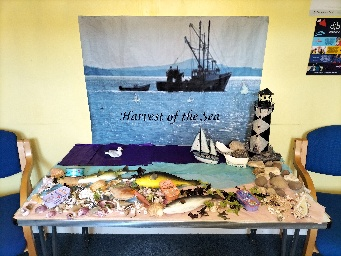 Harvest of the Sea